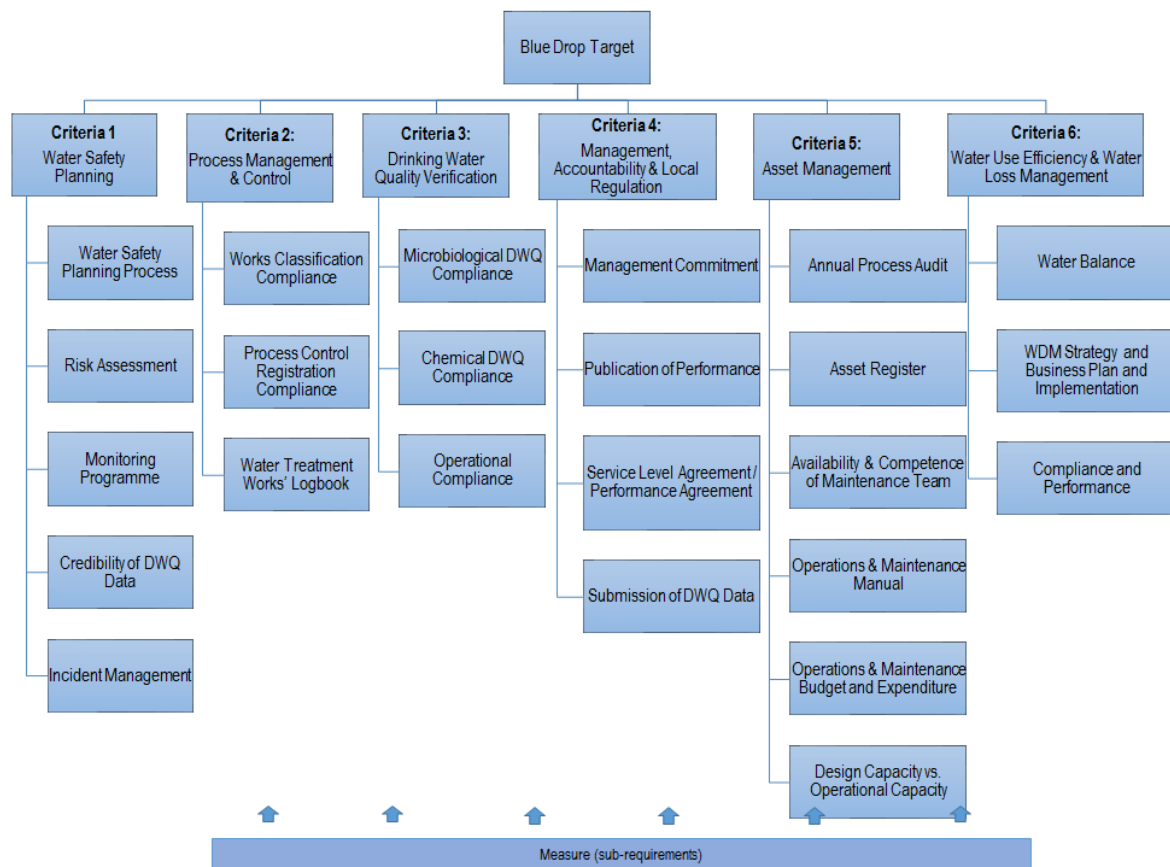 Blue Drop Target
Criteria 1
Water Safety
Planning
Criteria 2:
Process Management
& Control
Criteria 3:
Drinking Water
Quality Verification
Criteria 4:
Management,
Accountability & Local
Regulation
Criteria 5:
Asset Management
Criteria 6:
Water Use Efficiency & Water
Loss Management
Water Safety
Planning Process
Risk Assessment
Monitoring
Programme
Credibility of DWQ
Data
Incident Management
Works Classification
Compliance
Process Control
Registration
Compliance
Water Treatment
Works' Logbook
Microbiological DWQ
Compliance
Chemical DWQ
Compliance
Operational
Compliance
Management Commitment
Publication of Performance
Service Level Agreement /
Performance Agreement
Submission of DWQ Data
Annual Process Audit
Asset Register
Availability & Competence
of Maintenance Team
Operations & Maintenance
Manual
Operations & Maintenance
Budget and Expenditure
Design Capacity vs.
Operational Capacity
Water Balance
WDM Strategy and
Business Plan and
Implementation
Compliance and
Performance
Measure (sub-requirements)